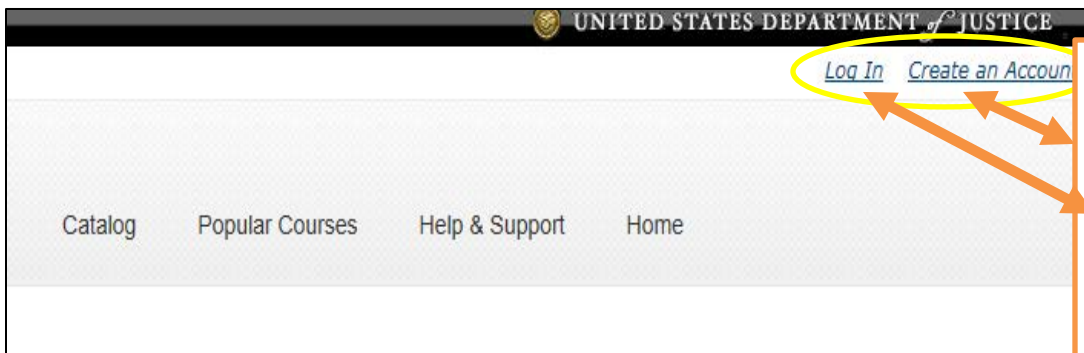 UNITED STATES DEPARTMENT of JUSTICE
Log In Create an Accoun
Catalog Popular Courses Help & Support Home